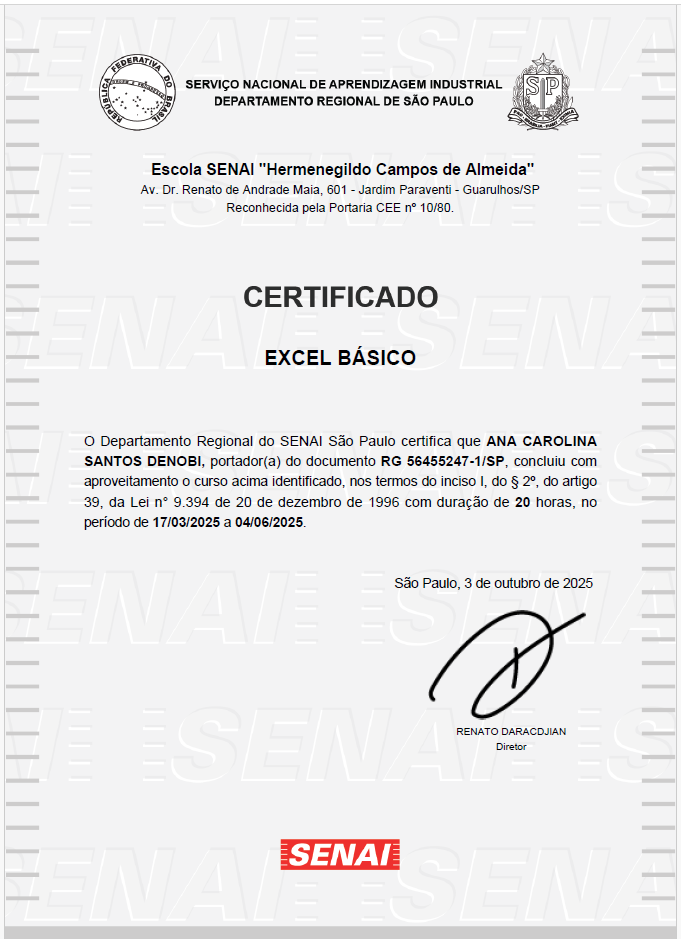 REPÚBLICA FEDERATIVA DO BRASIL
SERVIÇO NACIONAL DE APRENDIZAGEM INDUSTRIAL
DEPARTAMENTO REGIONAL DE SÃO PAULO
SP
Escola SENAI "Hermenegildo Campos de Almeida"
Av. Dr. Renato de Andrade Maia, 601 - Jardim Paraventi - Guarulhos/SP
Reconhecida pela Portaria CEE nº 10/80.
CERTIFICADO
EXCEL BÁSICO
O Departamento Regional do SENAI São Paulo certifica que ANA CAROLINA
SANTOS DENOBI, portador(a) do documento RG 56455247-1/SP, concluiu com
aproveitamento o curso acima identificado, nos termos do inciso I, do § 2º, do artigo
39, da Lei n° 9.394 de 20 de dezembro de 1996 com duração de 20 horas, no
período de 17/03/2025 a 04/06/2025.
São Paulo, 3 de outubro de 2025
RENATO DARACDJIAN
Diretor
SENAI